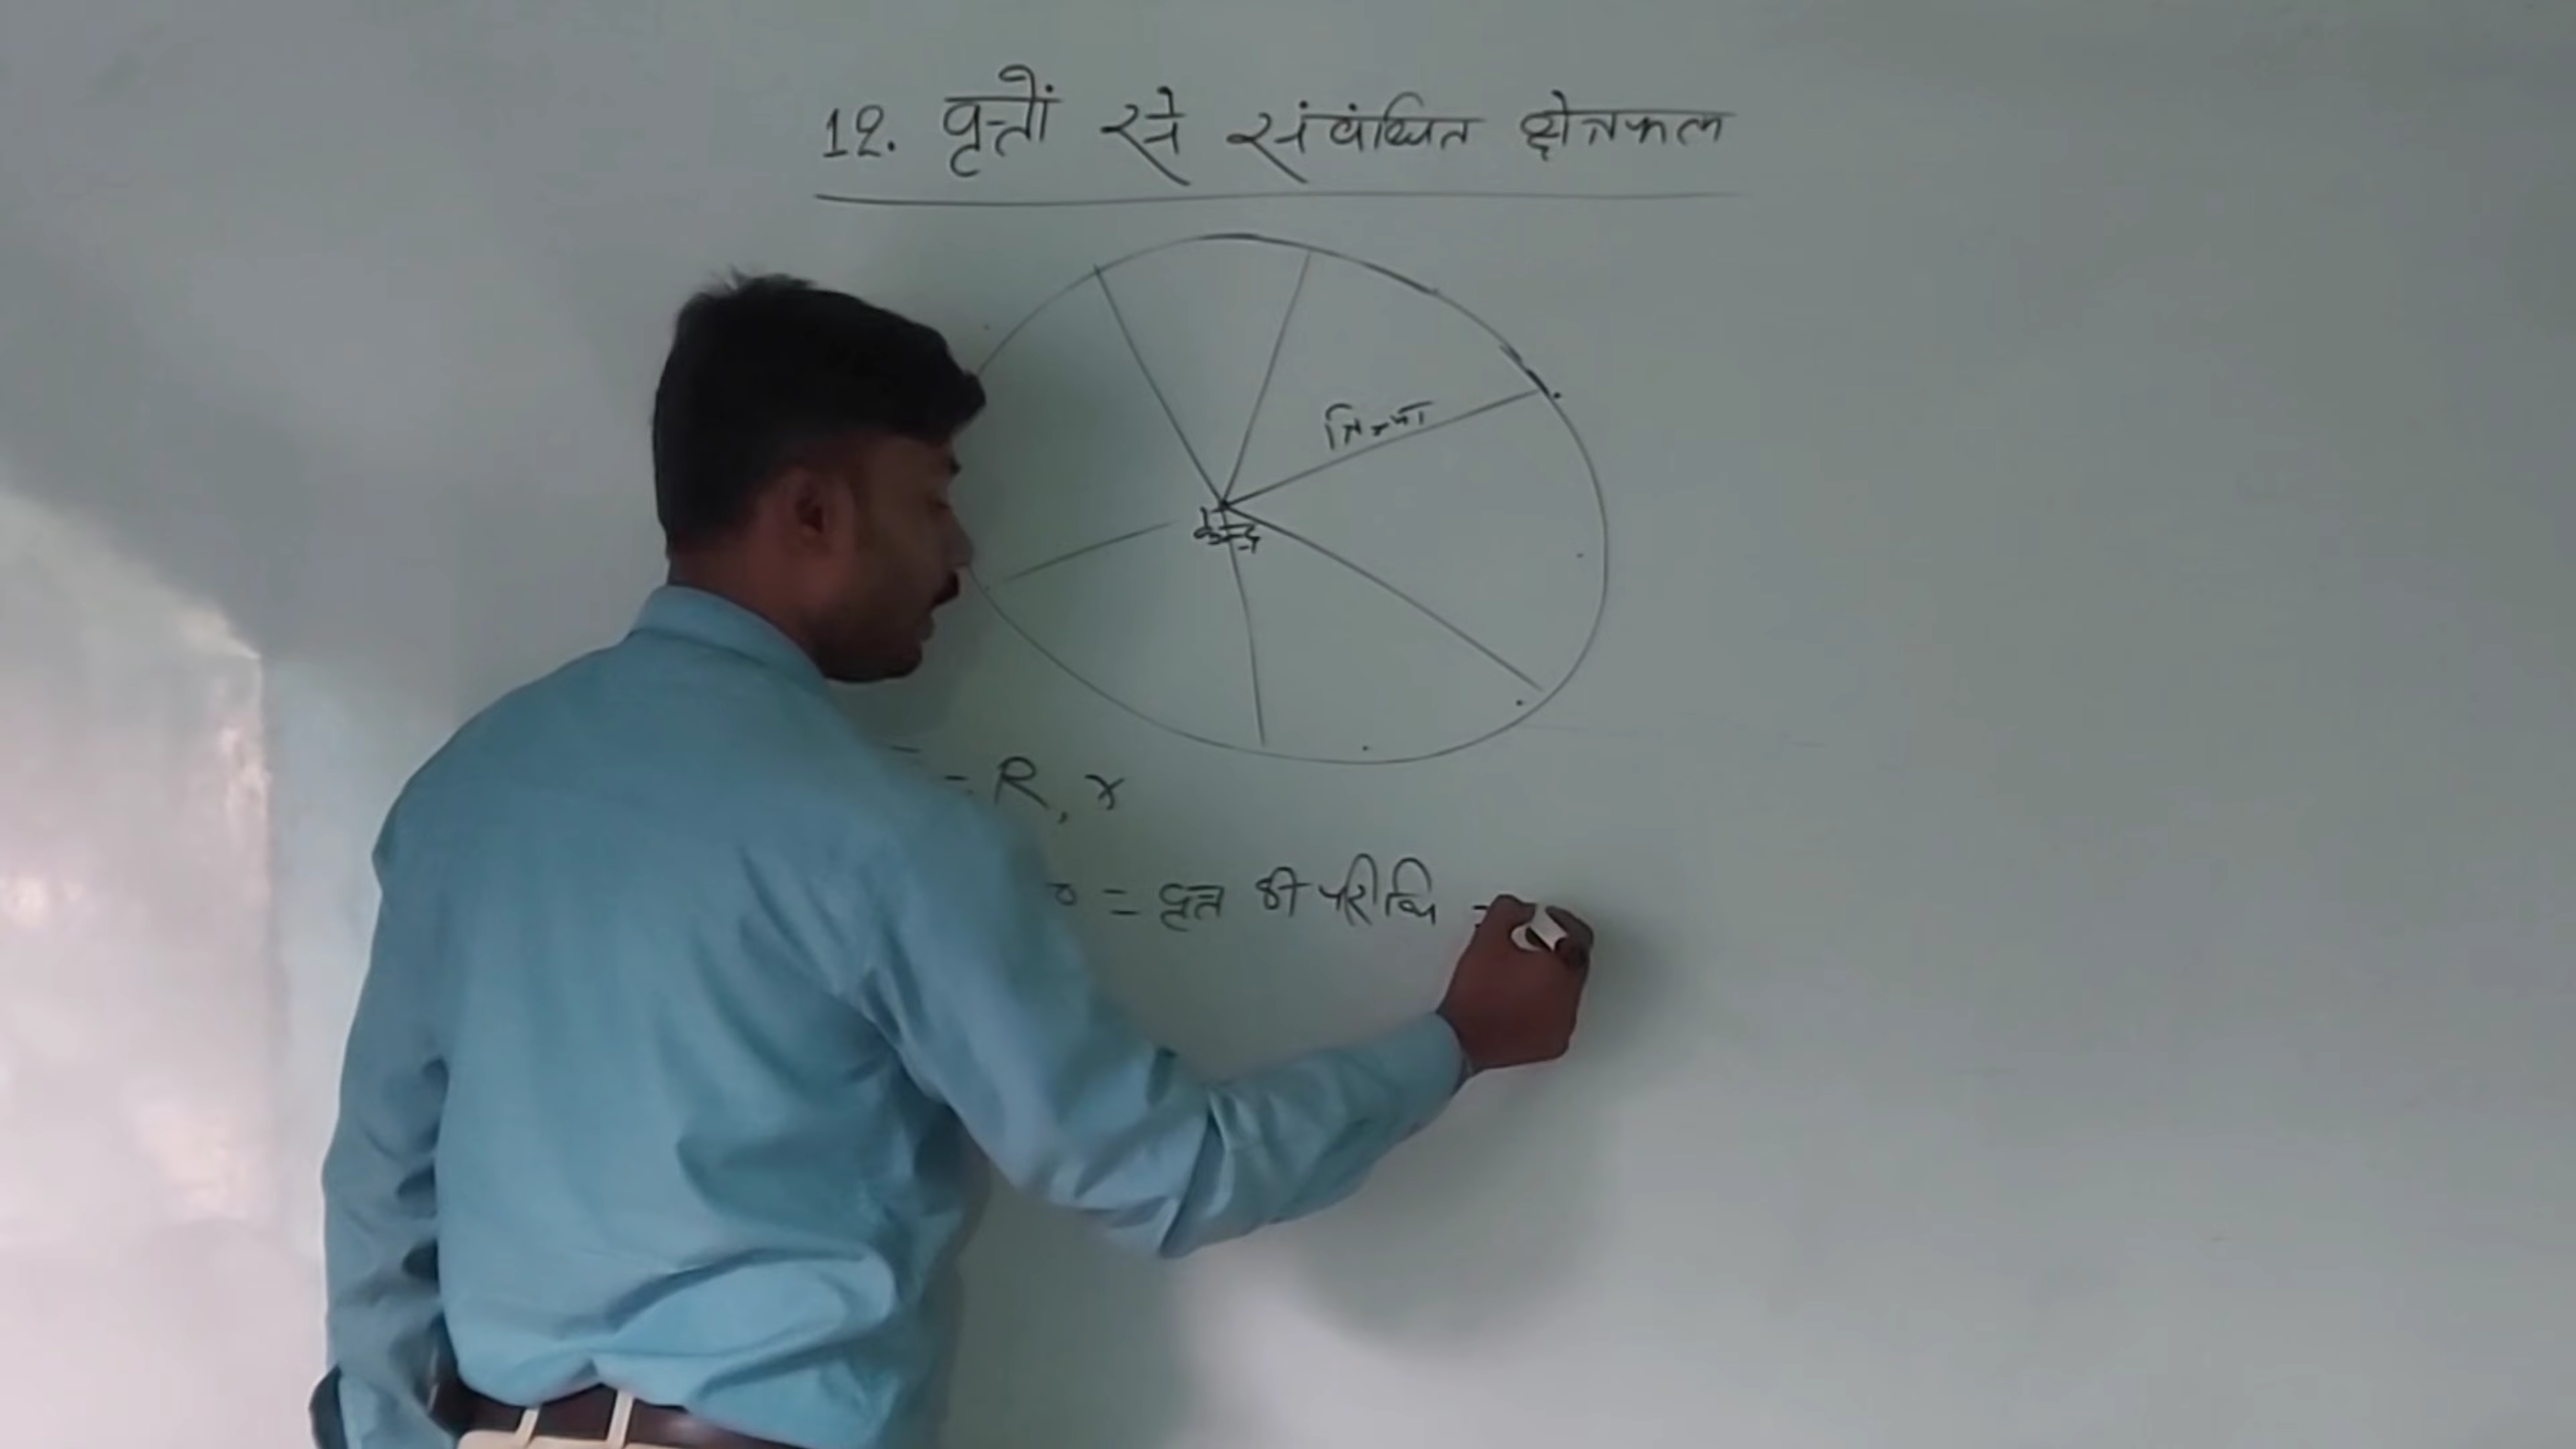 12. वृत्तों से संबंधित क्षेत्रफल
त्रिज्या
केन्द्र
= R, r
= वृत्त की परिधि =